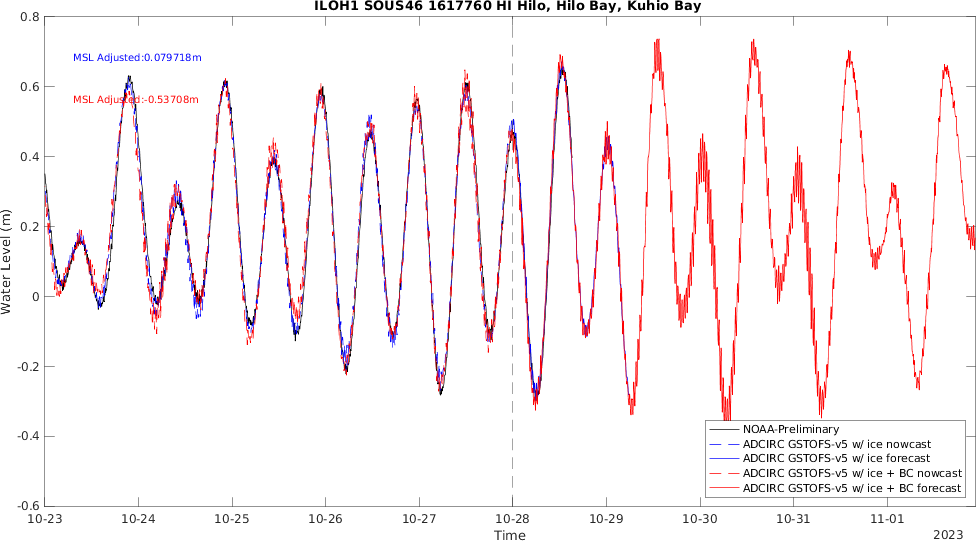 ILOH1 SOUS46 1617760 HI Hilo, Hilo Bay, Kuhio Bay
0.8
MSL Adjusted:0.079718m
0.6
MSL Adjusted:-0.53708m
0.4
0.2
0
-0.2
-0.4
-0.6
Water Level (m)
NOAA-Preliminary
ADCIRC GSTOFS-v5 w/ ice nowcast
ADCIRC GSTOFS-v5 w/ ice forecast
ADCIRC GSTOFS-v5 w/ ice + BC nowcast
ADCIRC GSTOFS-v5 w/ ice + BC forecast
10-23 10-24 10-25 10-26 10-27 10-28 10-29 10-30 10-31 11-01
Time
2023